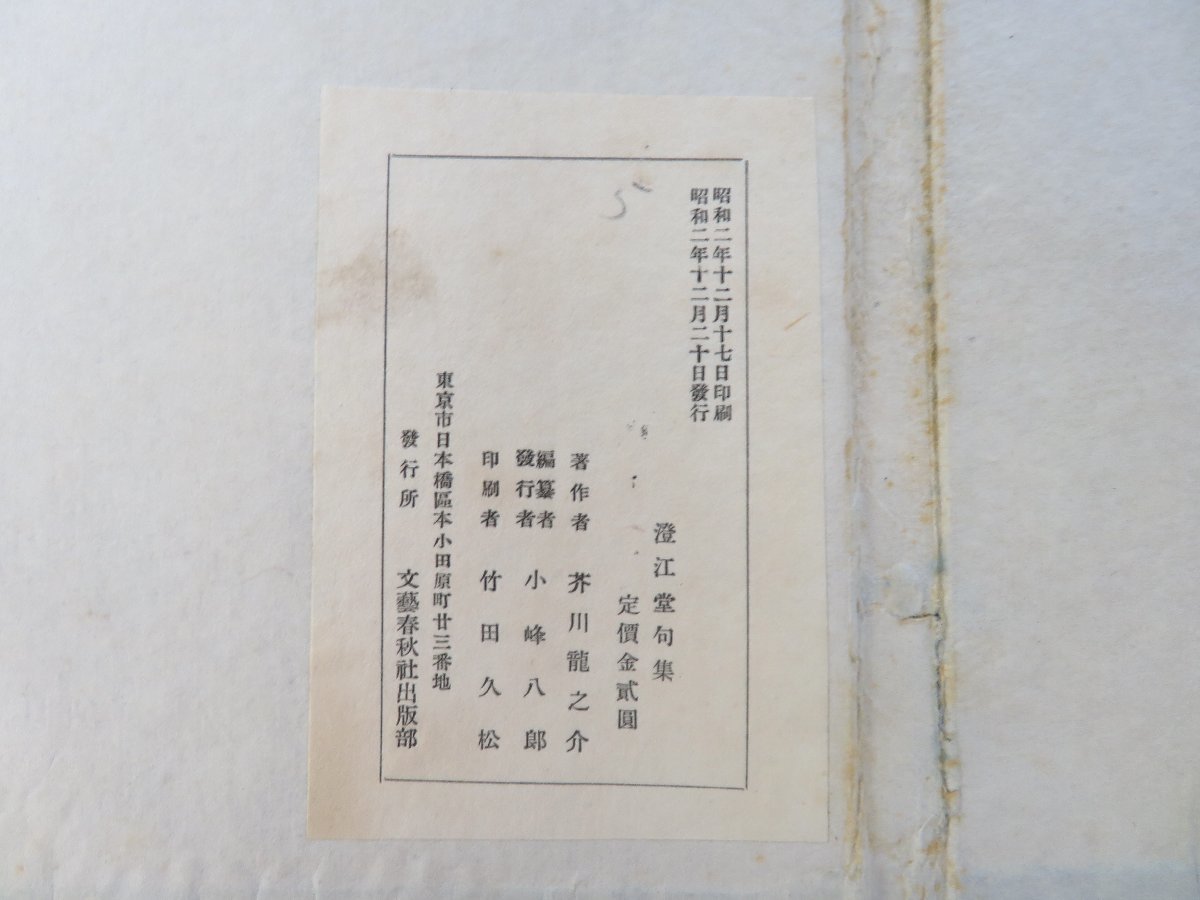 昭和二年十二月十七日印刷
昭和二年十二月二十日發行
澄江堂句集
定價金貳圓
著作者 芥川龍之介
編纂者
發行者 小峰八郎
印刷者 竹田久松
東京市日本橋區本小田原町廿三番地
發行所 文藝春秋社出版部